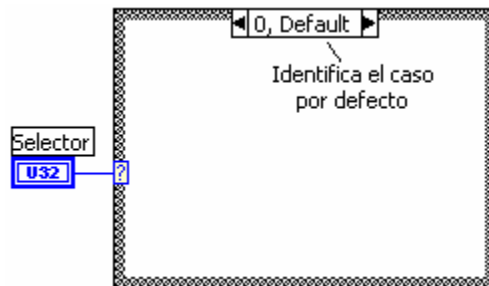 0, Default
Identifica el caso
por defecto
Selector
U32
?